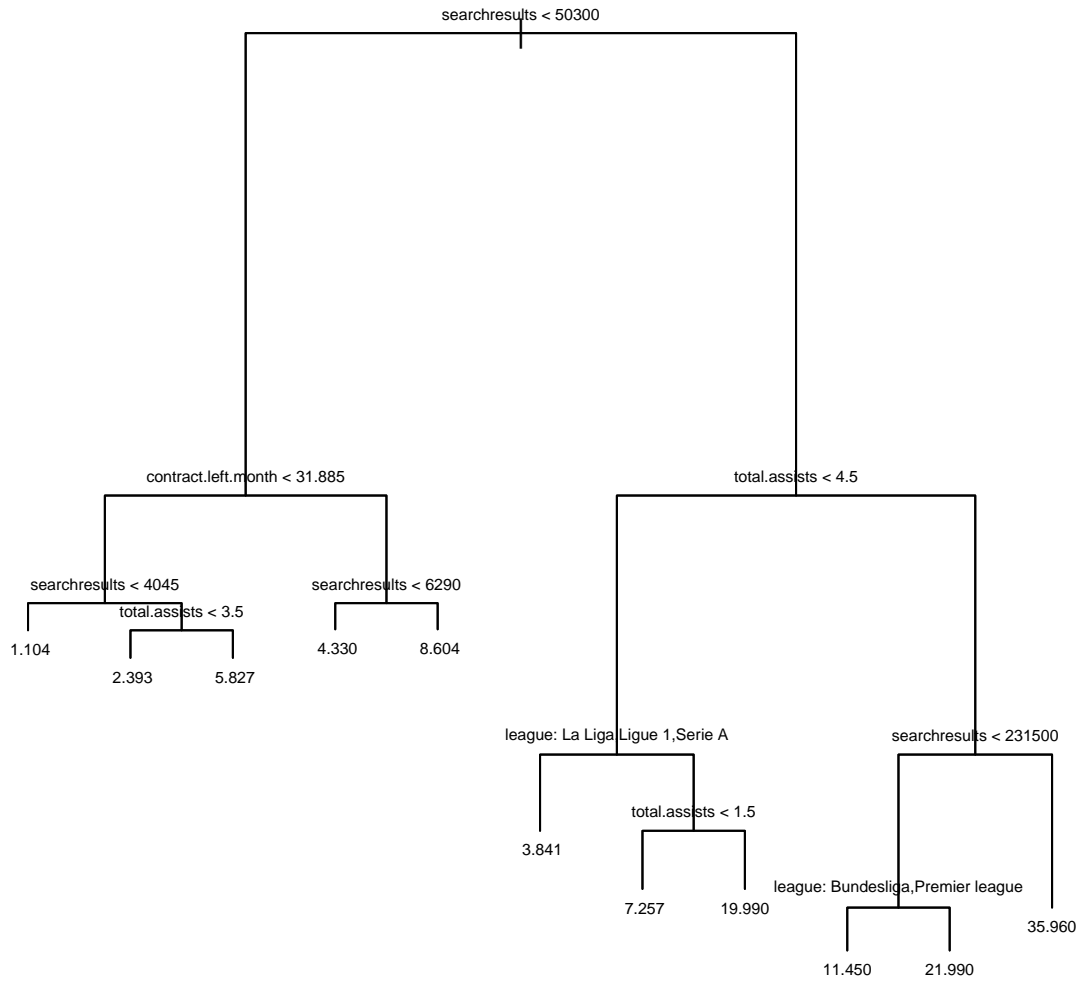 searchresults < 50300
contract.left.month < 31.885
total.assists < 4.5
searchresults < 4045
searchresults < 6290
total.assists < 3.5
1.104
4.330
8.604
2.393
5.827
league: La Liga,Ligue 1,Serie A
searchresults < 231500
total.assists < 1.5
3.841
league: Bundesliga,Premier league
7.257
19.990
35.960
11.450
21.990